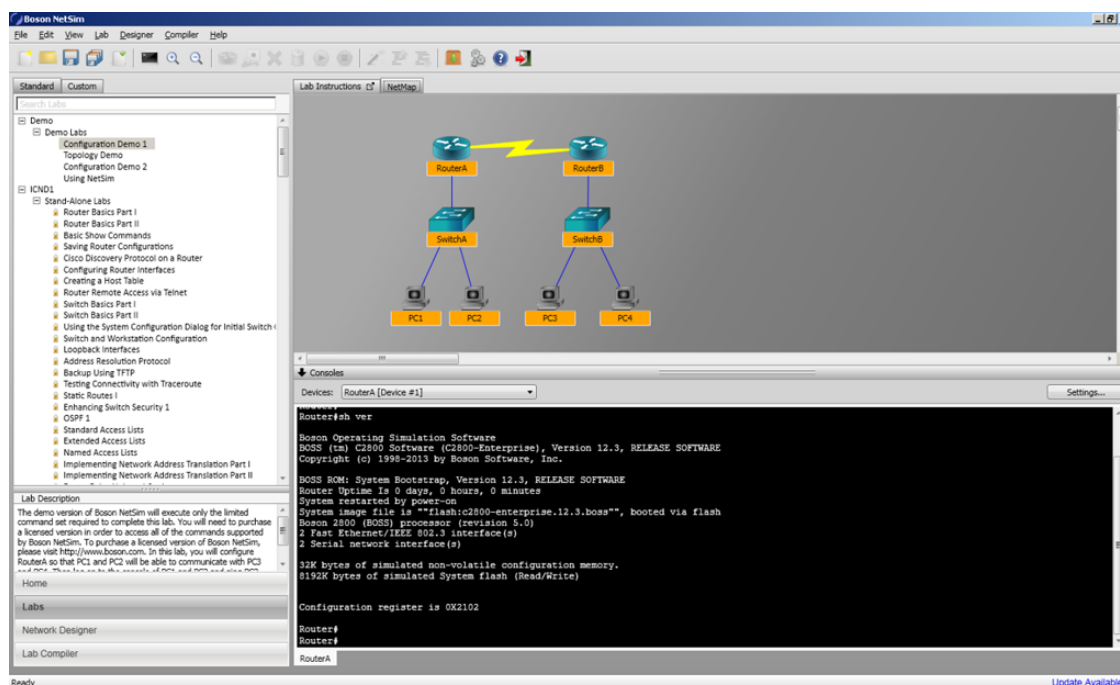 Boson NetSim
File Edit View Lab Designer Compiler Help
Standard Custom
Search Labs
Demo
Demo Labs
Configuration Demo 1
Topology Demo
Configuration Demo 2
Using NetSim
ICND1
Stand-Alone Labs
Router Basics Part I
Router Basics Part II
Basic Show Commands
Saving Router Configurations
Cisco Discovery Protocol on a Router
Configuring Router Interfaces
Creating a Host Table
Router Remote Access via Telnet
Switch Basics Part I
Switch Basics Part II
Using the System Configuration Dialog for Initial Switch
Switch and Workstation Configuration
Loopback Interfaces
Address Resolution Protocol
Backup Using TFTP
Testing Connectivity with Traceroute
Static Routes I
Enhancing Switch Security 1
OSPF 1
Standard Access Lists
Extended Access Lists
Named Access Lists
Implementing Network Address Translation Part I
Implementing Network Address Translation Part II
Lab Description
The demo version of Boson NetSim will execute only the limited
command set required to complete this lab. You will need to purchase
a licensed version in order to access all of the commands supported
by Boson NetSim. To purchase a licensed version of Boson NetSim,
please visit http://www.boson.com. In this lab, you will configure
RouterA so that PC1 and PC2 will be able to communicate with PC3
Home
Labs
Network Designer
Lab Compiler
Lab Instructions NetMap
RouterA RouterB
SwitchA SwitchB
PC1 PC2 PC3 PC4
Consoles
Devices: RouterA [Device #1] Settings...
Router#sh ver
Boson Operating Simulation Software
BOSS (tm) C2800 Software (C2800-Enterprise), Version 12.3, RELEASE SOFTWARE
Copyright (c) 1998-2013 by Boson Software, Inc.
BOSS ROM: System Bootstrap, Version 12.3, RELEASE SOFTWARE
Router Uptime Is 0 days, 0 hours, 0 minutes
System restarted by power-on
System image file is ""flash:c2800-enterprise.12.3.boss"", booted via flash
Boson 2800 (BOSS) processor (revision 5.0)
2 Fast Ethernet/IEEE 802.3 interface(s)
2 Serial network interface(s)
32K bytes of simulated non-volatile configuration memory.
8192K bytes of simulated System flash (Read/Write)
Configuration register is 0X2102
Router#
Router#
RouterA
Ready Update Available